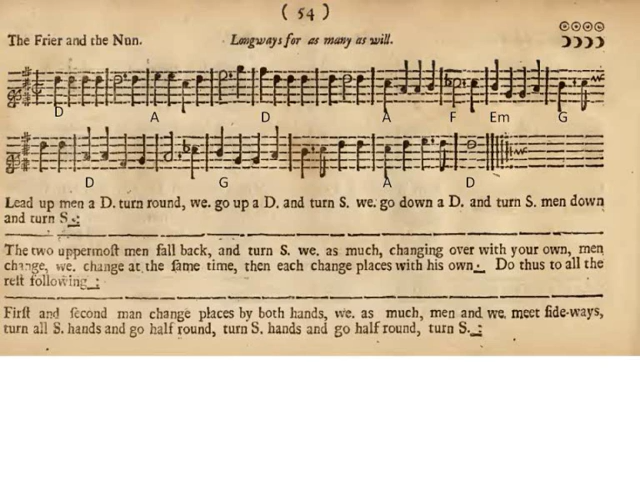 ( 54 )
The Frier and the Nun. Longways for as many as will.
D A D A F Em G
D G A D
Lead up men a D. turn round, we. go up a D. and turn S. we. go down a D. and turn S. men down
and turn S.:
The two uppermoſt men fall back, and turn S. we. as much, changing over with your own, men
change, we. change at the ſame time, then each change places with his own. Do thus to all the
reſt following :
Firſt and ſecond man change places by both hands, we. as much, men and we. meet ſide-ways,
turn all S. hands and go half round, turn S. hands and go half round, turn S. :